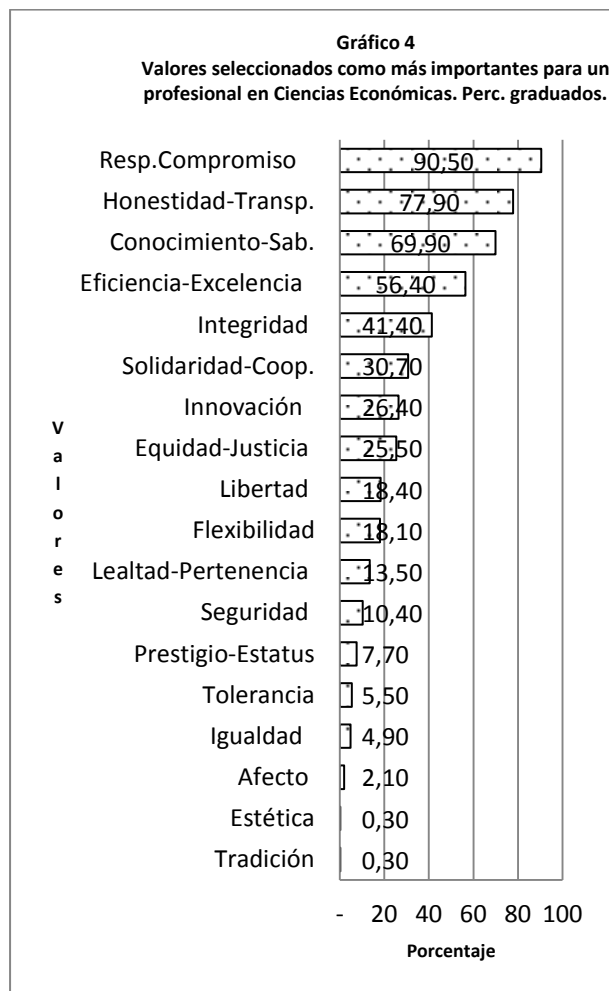 Gráfico 4
Valores seleccionados como más importantes para un
profesional en Ciencias Económicas. Perc. graduados.
Resp.Compromiso 90,50
Honestidad-Transp. 77,90
Conocimiento-Sab. 69,90
Eficiencia-Excelencia 56,40
Integridad 41,40
Solidaridad-Coop. 30,70
Innovación 26,40
Equidad-Justicia 25,50
Libertad 18,40
Flexibilidad 18,10
Lealtad-Pertenencia 13,50
Seguridad 10,40
Prestigio-Estatus 7,70
Tolerancia 5,50
Igualdad 4,90
Afecto 2,10
Estética 0,30
Tradición 0,30
Valores
- 20 40 60 80 100
Porcentaje